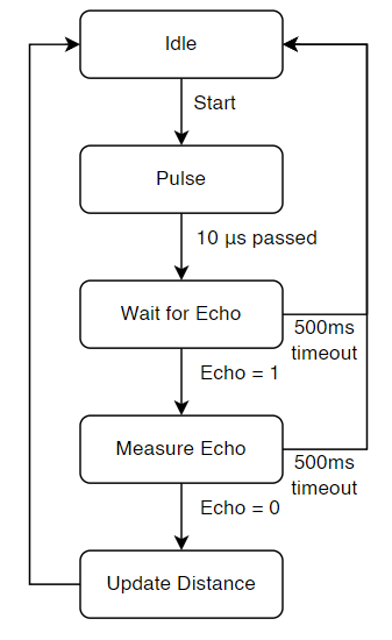 Idle
Start
Pulse
10 µs passed
Wait for Echo
500ms
timeout
Echo = 1
Measure Echo
500ms
timeout
Echo = 0
Update Distance